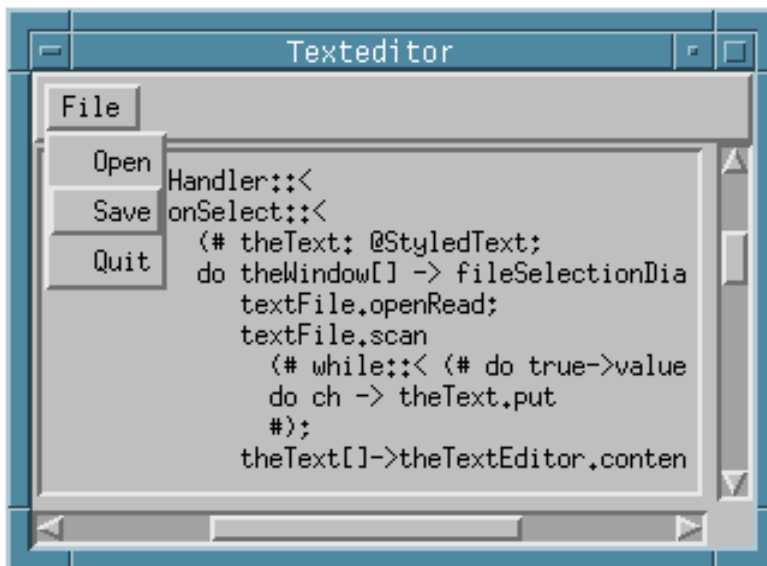 Texteditor
File
Open
Save
Quit
Handler::<
onSelect::<
(# theText: @StyledText;
do theWindow[] -> fileSelectionDia
textFile.openRead;
textFile.scan
(# while::< (# do true->value
do ch -> theText.put
#);
theText[]->theTextEditor.conten